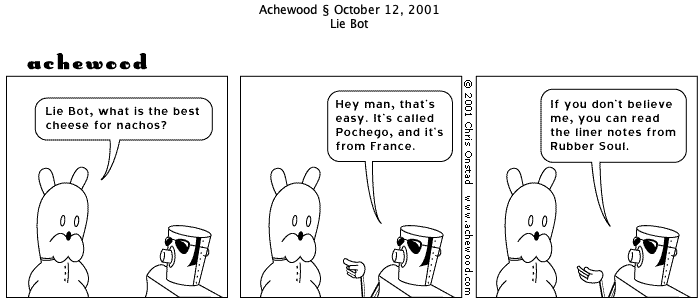 Achewood § October 12, 2001
Lie Bot
achewood
Lie Bot, what is the best
cheese for nachos?
Hey man, that's
easy. It's called
Pochego, and it's
from France.
© 2001 Chris Onstad www.achewood.com
If you don't believe
me, you can read
the liner notes from
Rubber Soul.